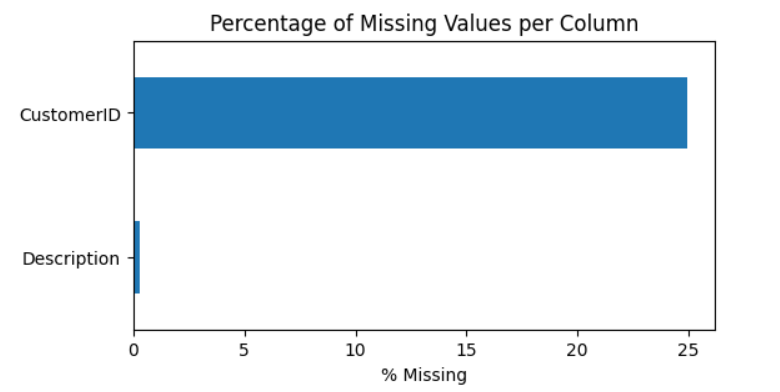 Percentage of Missing Values per Column
CustomerID
Description
0 5 10 15 20 25
% Missing